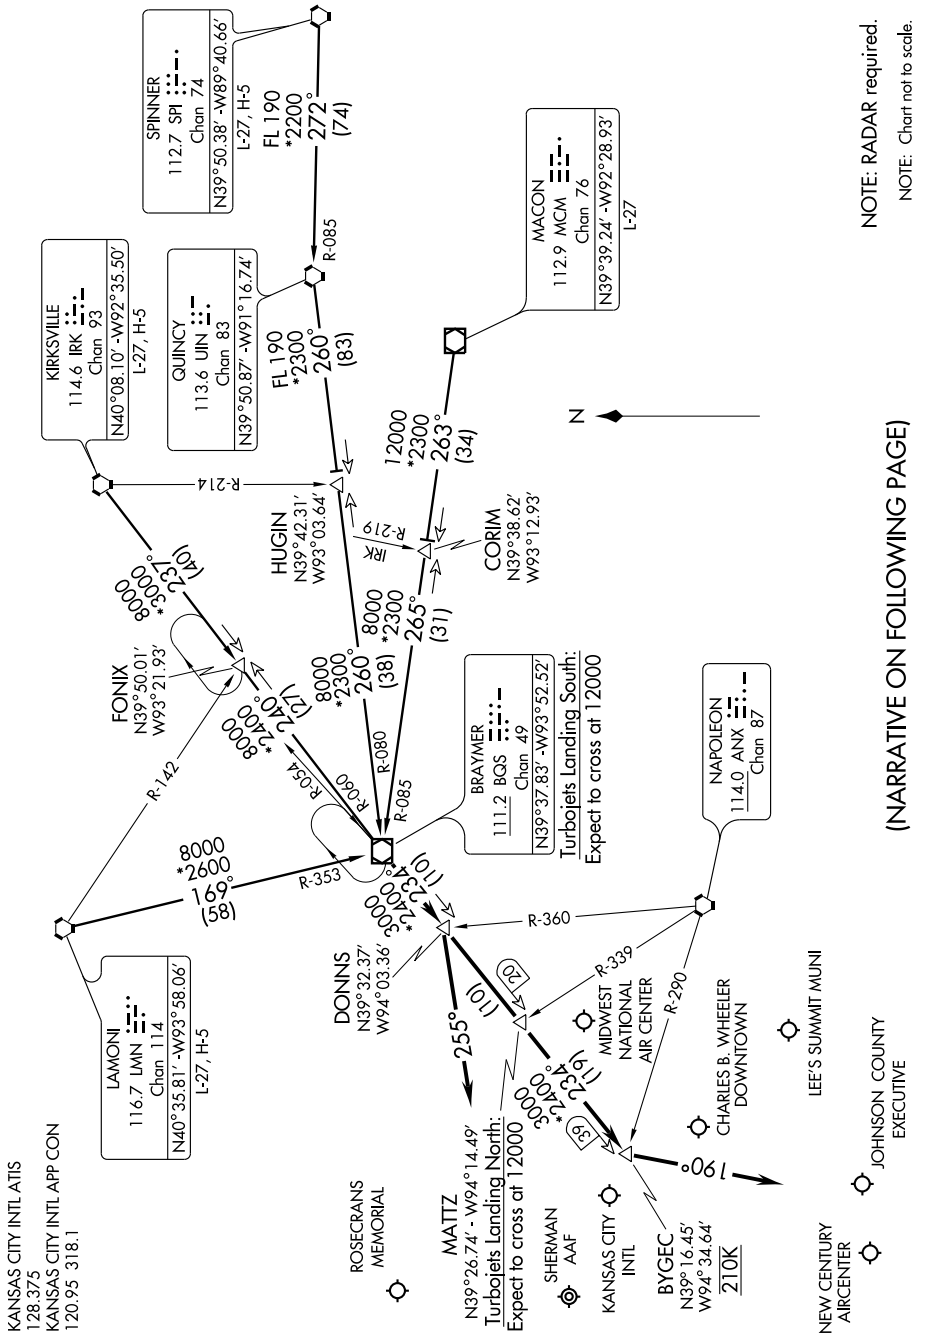 KANSAS CITY INTL ATIS
128.375
KANSAS CITY INTL APP CON
120.95 318.1
LAMONI
116.7 LMN
Chan 114
N40°35.81' -W93°58.06'
L-27, H-5
KIRKSVILLE
114.6 IRK
Chan 93
N40°08.10' -W92°35.50'
L-27, H-5
SPINNER
112.7 SPI
Chan 74
N39°50.38' -W89°40.66'
L-27, H-5
QUINCY
113.6 UIN
Chan 83
N39°50.87' -W91°16.74'
FL 190
*2200
272°
(74)
R-085
FL 190
*2300
260°
(83)
R-214
8000
*3000
237°
(40)
FONIX
N39°50.01'
W93°21.93'
R-142
8000
*2600
169°
(58)
R-353
8000
*2400
240°
(27)
R-054
R-060
HUGIN
N39°42.31'
W93°03.64'
8000
*2300
260°
(38)
R-080
IRK
R-219
12000
*2300
263°
(34)
MACON
112.9 MCM
Chan 76
N39°39.24' -W92°28.93'
L-27
CORIM
N39°38.62'
W93°12.93'
8000
*2300
265°
(31)
R-085
BRAYMER
111.2 BQS
Chan 49
N39°37.83' -W93°52.52'
Turbojets Landing South:
Expect to cross at 12000
3000
*2400
234°
(10)
DONNS
N39°32.37'
W94°03.36'
R-360
255°
(10)
20
MATTZ
N39°26.74' - W94°14.49'
Turbojets Landing North:
Expect to cross at 12000
R-339
3000
*2400
234°
(19)
39
R-290
NAPOLEON
114.0 ANX
Chan 87
BYGEC
N39°16.45'
W94°34.64'
210K
190°
ROSECRANS
MEMORIAL
SHERMAN
AAF
KANSAS CITY
INTL
MIDWEST
NATIONAL
AIR CENTER
CHARLES B. WHEELER
DOWNTOWN
LEE'S SUMMIT MUNI
JOHNSON COUNTY
EXECUTIVE
NEW CENTURY
AIRCENTER
N
NOTE: RADAR required.
NOTE: Chart not to scale.
(NARRATIVE ON FOLLOWING PAGE)